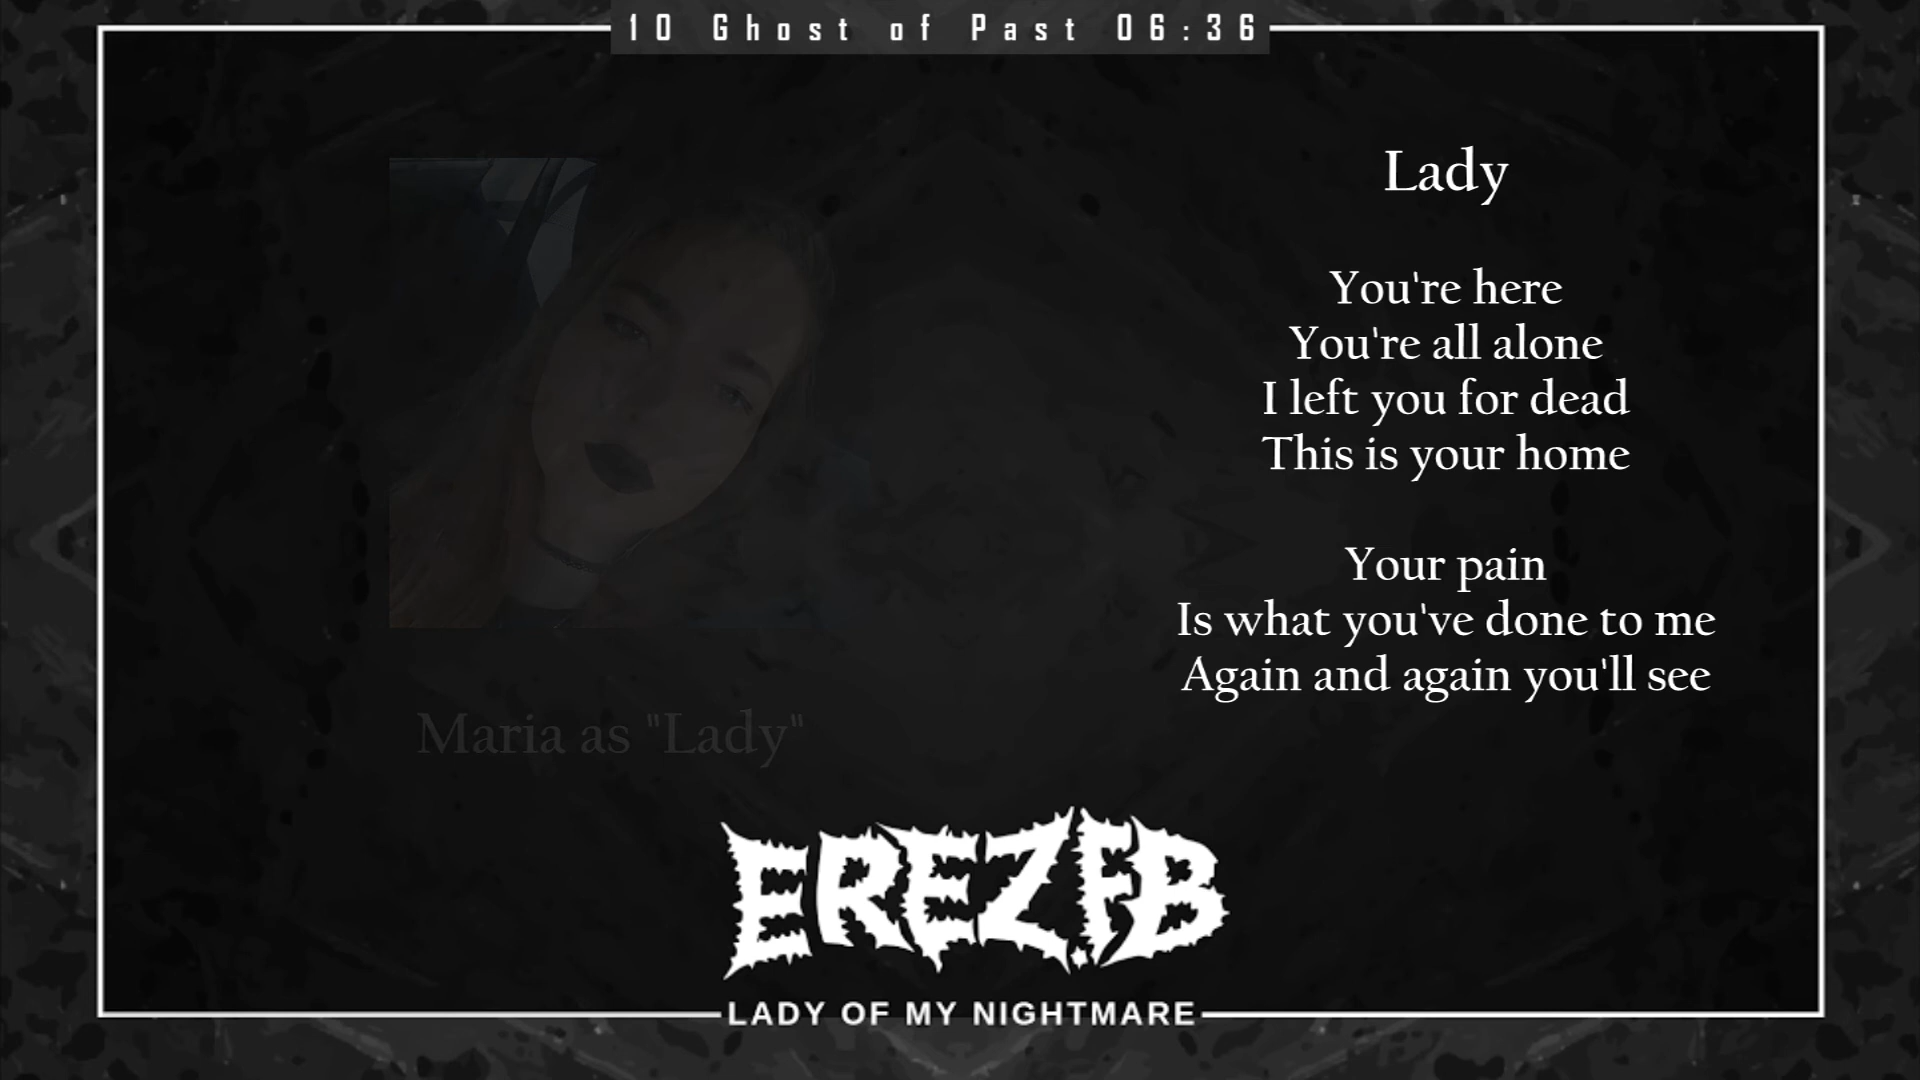 10 Ghost of Past 06:36
Lady
You're here
You're all alone
I left you for dead
This is your home
Your pain
Is what you've done to me
Again and again you'll see
Maria as "Lady"
EREZ.FB
LADY OF MY NIGHTMARE